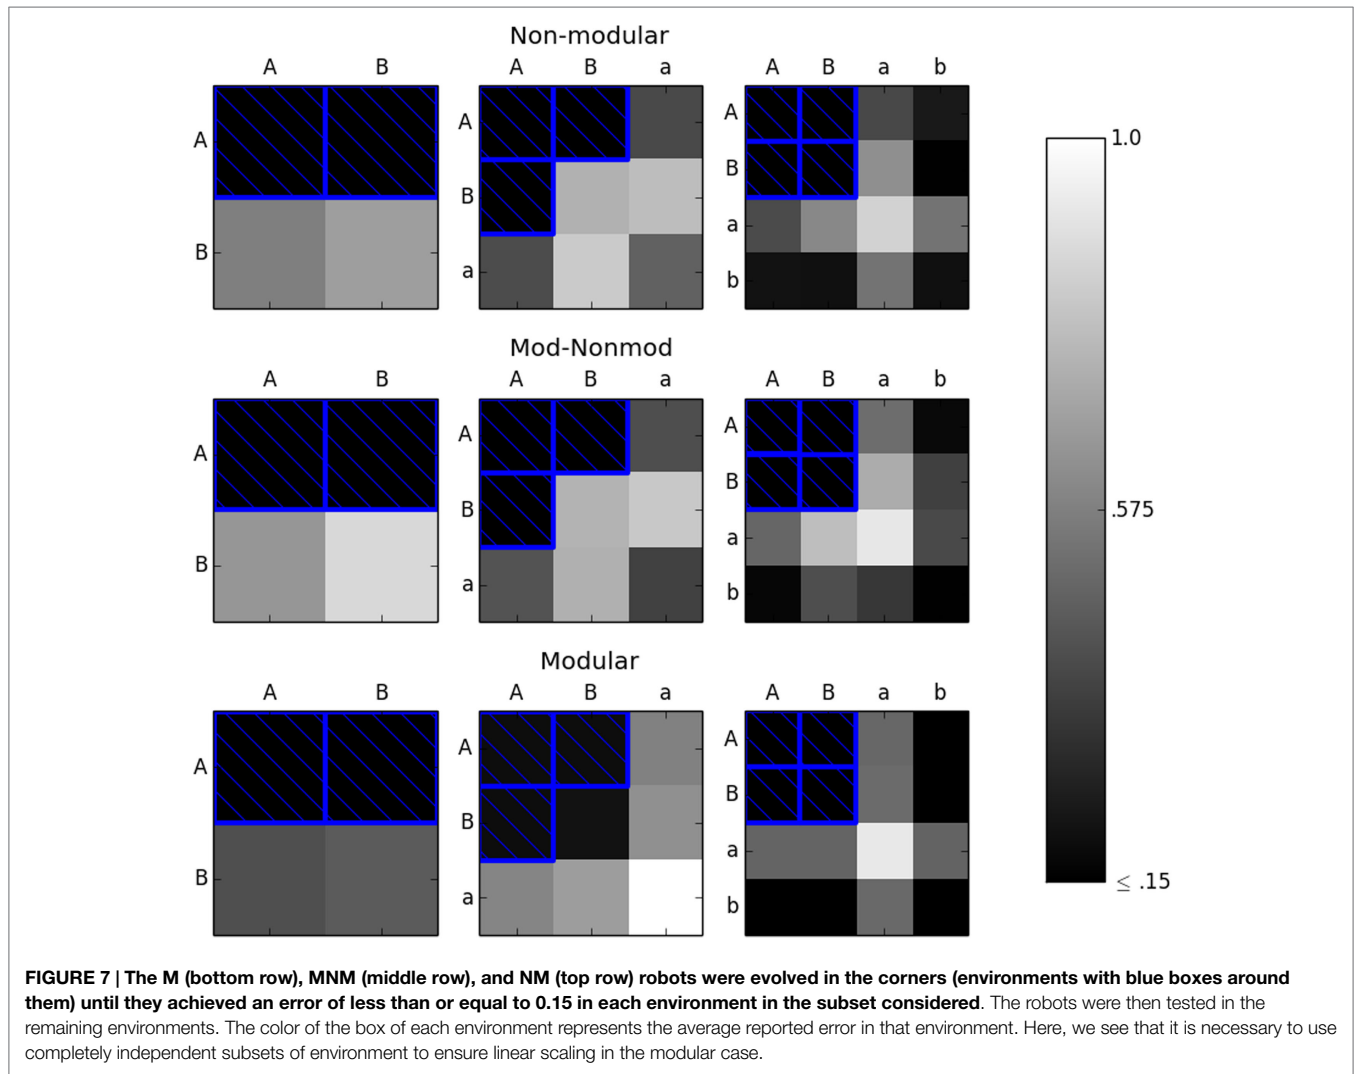 Non-modular
A B
A B a
A B a b
A
B
A
B
a
A
B
a
b
1.0
.575
≤ .15
Mod-Nonmod
A B
A B a
A B a b
A
B
A
B
a
A
B
a
b
Modular
A B
A B a
A B a b
A
B
A
B
a
A
B
a
b
FIGURE 7 | The M (bottom row), MNM (middle row), and NM (top row) robots were evolved in the corners (environments with blue boxes around
them) until they achieved an error of less than or equal to 0.15 in each environment in the subset considered. The robots were then tested in the
remaining environments. The color of the box of each environment represents the average reported error in that environment. Here, we see that it is necessary to use
completely independent subsets of environment to ensure linear scaling in the modular case.